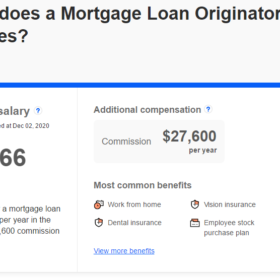 does a Mortgage Loan Originator
es?
salary ?
d at Dec 02, 2020
66
a mortgage loan
per year in the
,600 commission
Additional compensation ?
Commission
$27,600
per year
Most common benefits
Work from home
Vision insurance
Dental insurance
Employee stock
purchase plan
View more benefits